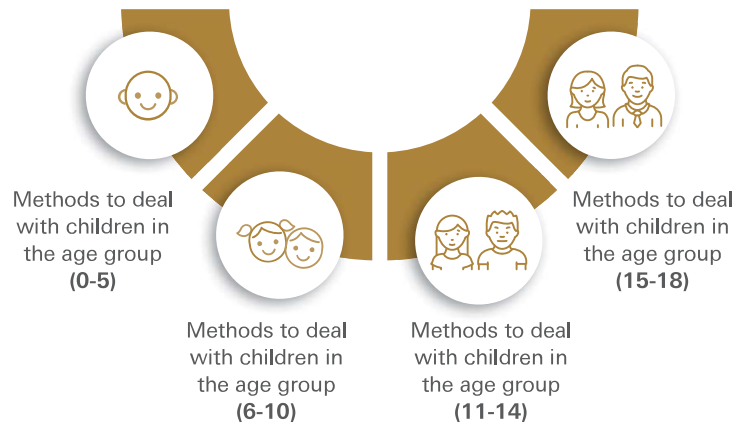 Methods to deal
with children in
the age group
(0-5)
Methods to deal
with children in
the age group
(6-10)
Methods to deal
with children in
the age group
(11-14)
Methods to deal
with children in
the age group
(15-18)